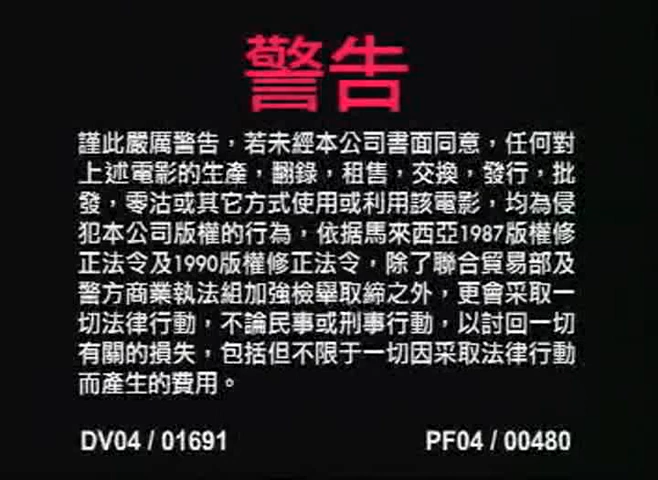 警告
謹此嚴厲警告，若未經本公司書面同意，任何對
上述電影的生產，翻錄，租售，交換，發行，批
發，零沽或其它方式使用或利用該電影，均為侵
犯本公司版權的行為，依据馬來西亞1987版權修
正法令及1990版權修正法令，除了聯合貿易部及
警方商業執法組加強檢舉取締之外，更會采取一
切法律行動，不論民事或刑事行動，以討回一切
有關的損失，包括但不限于一切因采取法律行動
而產生的費用。
DV04 / 01691 PF04 / 00480